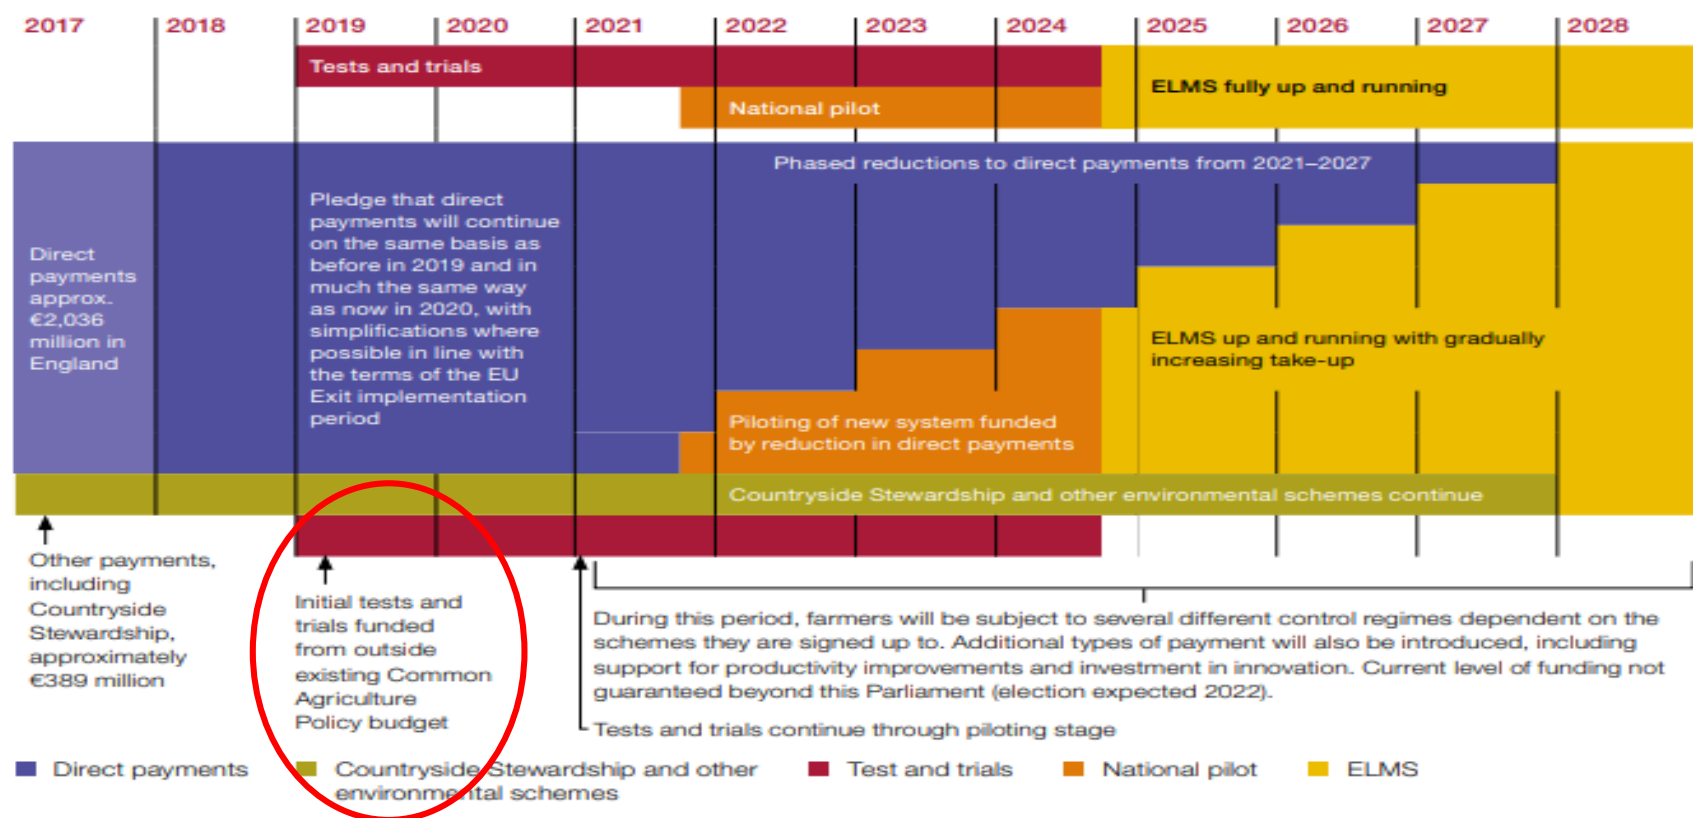 2017 2018 2019 2020 2021 2022 2023 2024 2025 2026 2027 2028
Tests and trials
ELMS fully up and running
National pilot
Phased reductions to direct payments from 2021–2027
Direct
payments
approx.
€2,036
million in
England
Pledge that direct
payments will continue
on the same basis as
before in 2019 and in
much the same way
as now in 2020, with
simplifications where
possible in line with
the terms of the EU
Exit implementation
period
ELMS up and running with gradually
increasing take-up
Piloting of new system funded
by reduction in direct payments
Countryside Stewardship and other environmental schemes continue
Other payments,
including
Countryside
Stewardship,
approximately
€389 million
Initial tests and
trials funded
from outside
existing Common
Agriculture
Policy budget
During this period, farmers will be subject to several different control regimes dependent on the
schemes they are signed up to. Additional types of payment will also be introduced, including
support for productivity improvements and investment in innovation. Current level of funding not
guaranteed beyond this Parliament (election expected 2022).
Tests and trials continue through piloting stage
Direct payments
Countryside Stewardship and other
environmental schemes
Test and trials
National pilot
ELMS